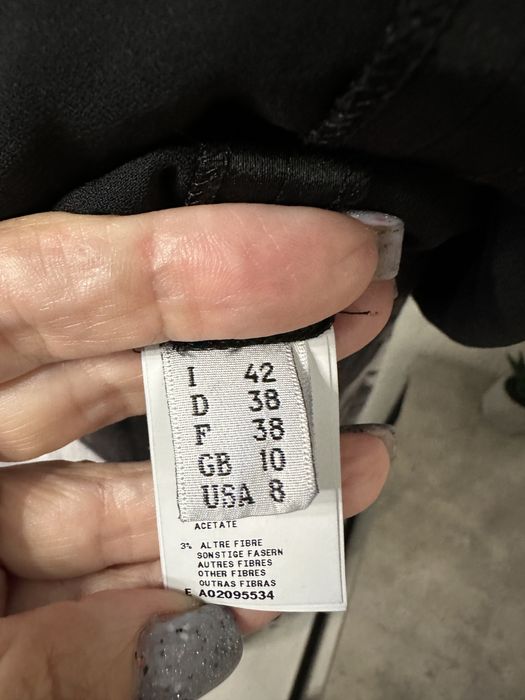 I 42
D 38
F 38
GB 10
USA 8
ACETATE
3% ALTRE FIBRE
SONSTIGE FASERN
AUTRES FIBRES
OTHER FIBRES
OUTRAS FIBRAS
E A02095534